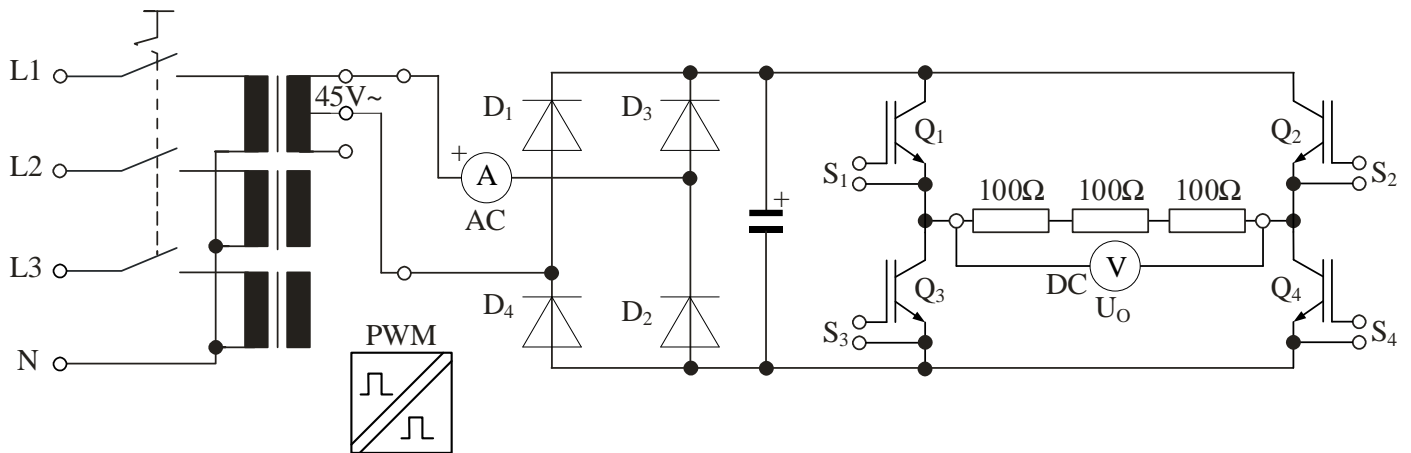 L1
L2
L3
N
45V~
+
A
AC
PWM
D1
D3
D4
D2
+
Q1
Q2
S1
S2
100Ω 100Ω 100Ω
DC V
UO
Q3
Q4
S3
S4